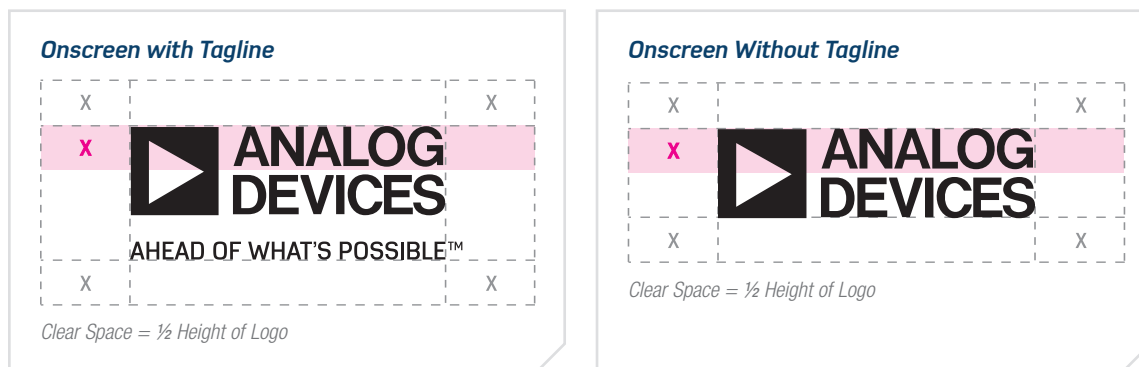 Onscreen with Tagline
X X
X
ANALOG
DEVICES
AHEAD OF WHAT'S POSSIBLE™
X X
Clear Space = ½ Height of Logo
Onscreen Without Tagline
X X
X
ANALOG
DEVICES
X X
Clear Space = ½ Height of Logo